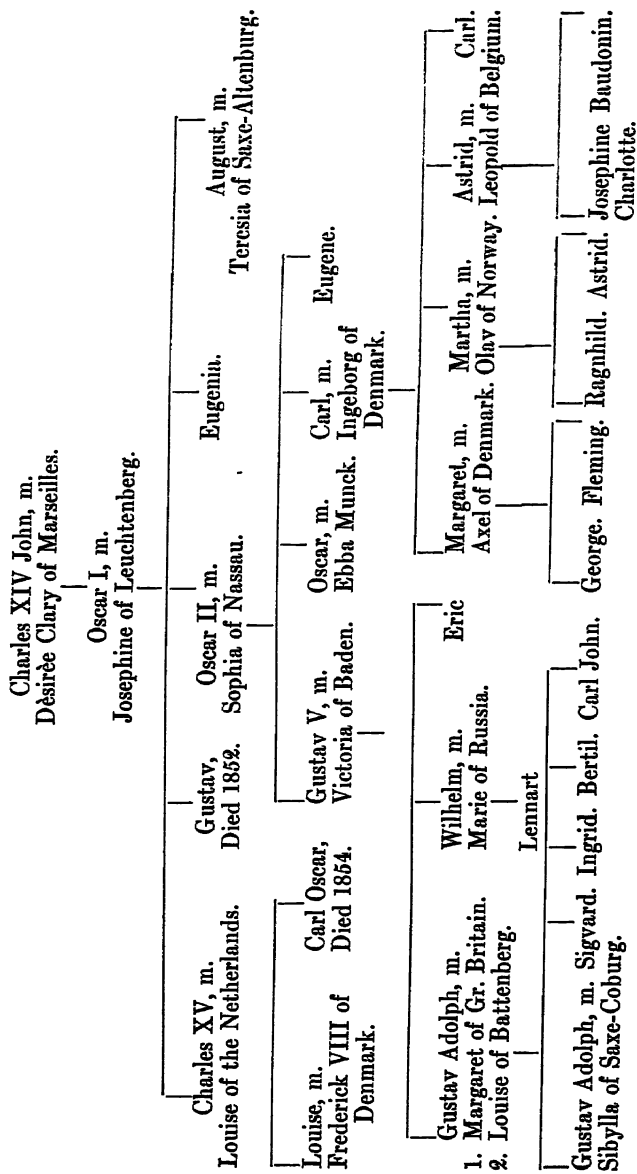 Charles XIV John, m.
Dèsirèe Clary of Marseilles.
Oscar I, m.
Josephine of Leuchtenberg.
Charles XV, m.
Louise of the Netherlands.
Gustav,
Died 1852.
Oscar II, m.
Sophia of Nassau.
Eugenia.
August, m.
Teresia of Saxe-Altenburg.
Louise, m.
Frederick VIII of
Denmark.
Carl Oscar,
Died 1854.
Gustav V, m.
Victoria of Baden.
Oscar, m.
Ebba Munck.
Carl, m.
Ingeborg of
Denmark.
Eugene.
Gustav Adolph, m.
1. Margaret of Gr. Britain.
2. Louise of Battenberg.
Wilhelm, m.
Marie of Russia.
Eric
Lennart
Margaret, m.
Axel of Denmark.
Martha, m.
Olav of Norway.
Astrid, m.
Leopold of Belgium.
Carl.
Gustav Adolph, m.
Sibylla of Saxe-Coburg.
Sigvard.
Ingrid.
Bertil.
Carl John.
George.
Fleming.
Ragnhild.
Astrid.
Josephine
Charlotte.
Baudonin.